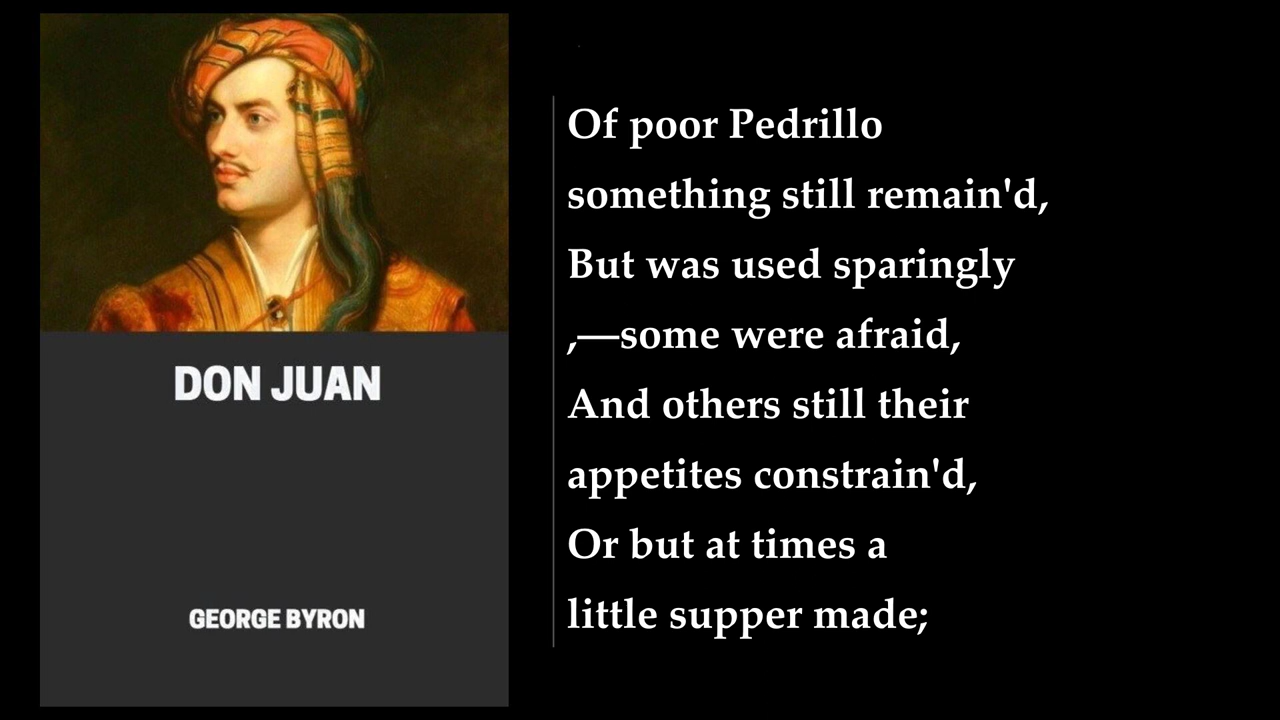 DON JUAN
GEORGE BYRON
Of poor Pedrillo
something still remain'd,
But was used sparingly
,—some were afraid,
And others still their
appetites constrain'd,
Or but at times a
little supper made;